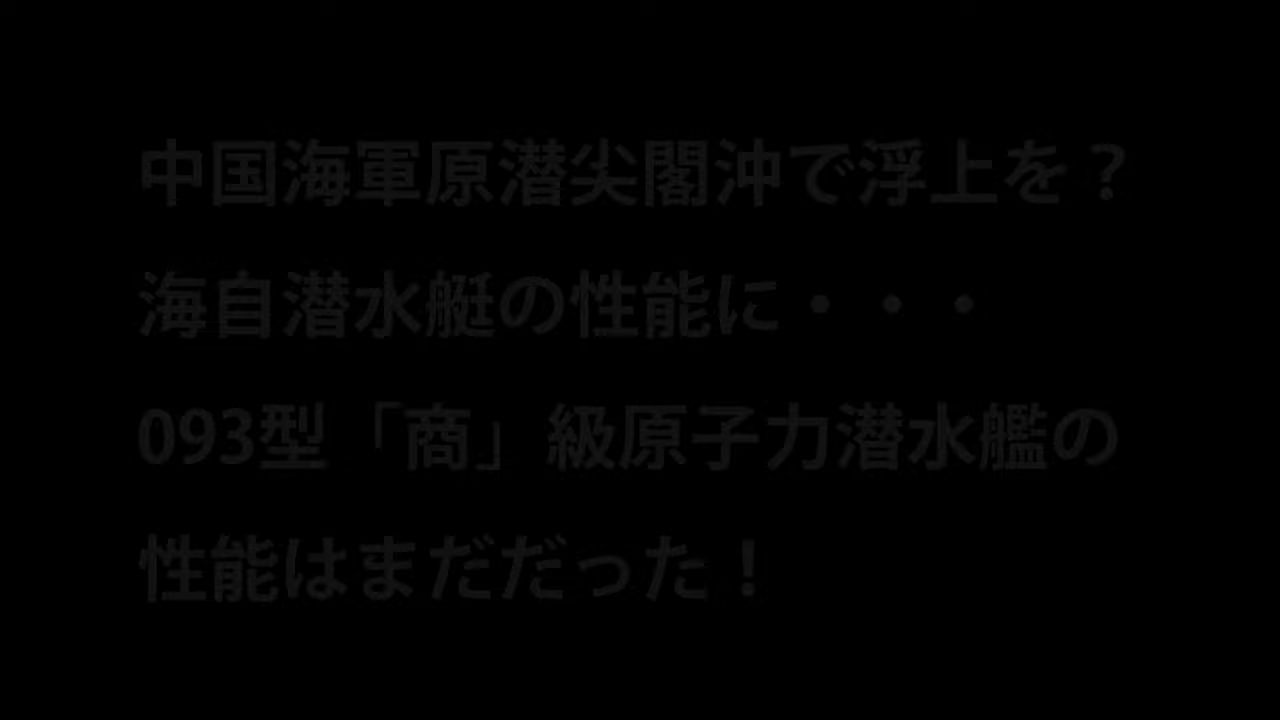 中国海軍原潜尖閣沖で浮上を？
海自潜水艇の性能に・・・
093型「商」級原子力潜水艦の
性能はまだだった！